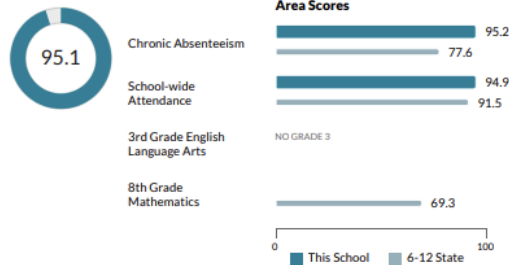 Area Scores
95.1
Chronic Absenteeism
95.2
77.6
School-wide
Attendance
94.9
91.5
3rd Grade English
Language Arts
NO GRADE 3
8th Grade
Mathematics
69.3
0
100
This School
6-12 State